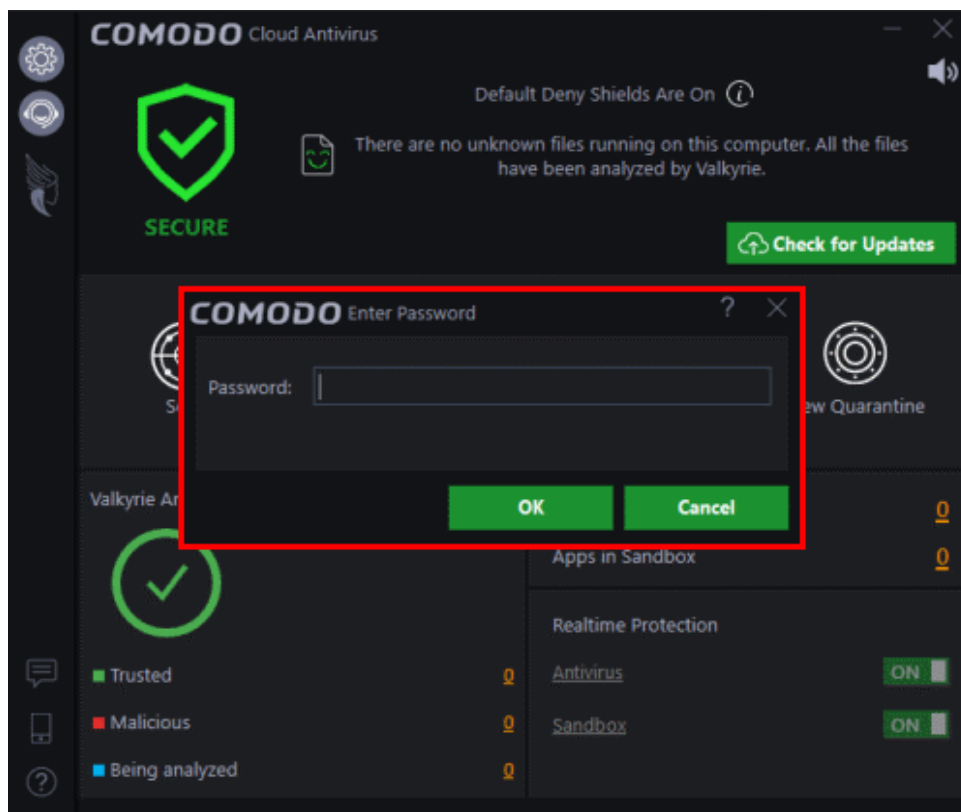 COMODO Cloud Antivirus
Default Deny Shields Are On
There are no unknown files running on this computer. All the files
have been analyzed by Valkyrie.
SECURE
Check for Updates
COMODO Enter Password
?
Password:
ew Quarantine
OK
Cancel
Valkyrie
0
Apps in Sandbox 0
Realtime Protection
Trusted 0
Antivirus ON
Malicious 0
Sandbox ON
Being analyzed 0
?